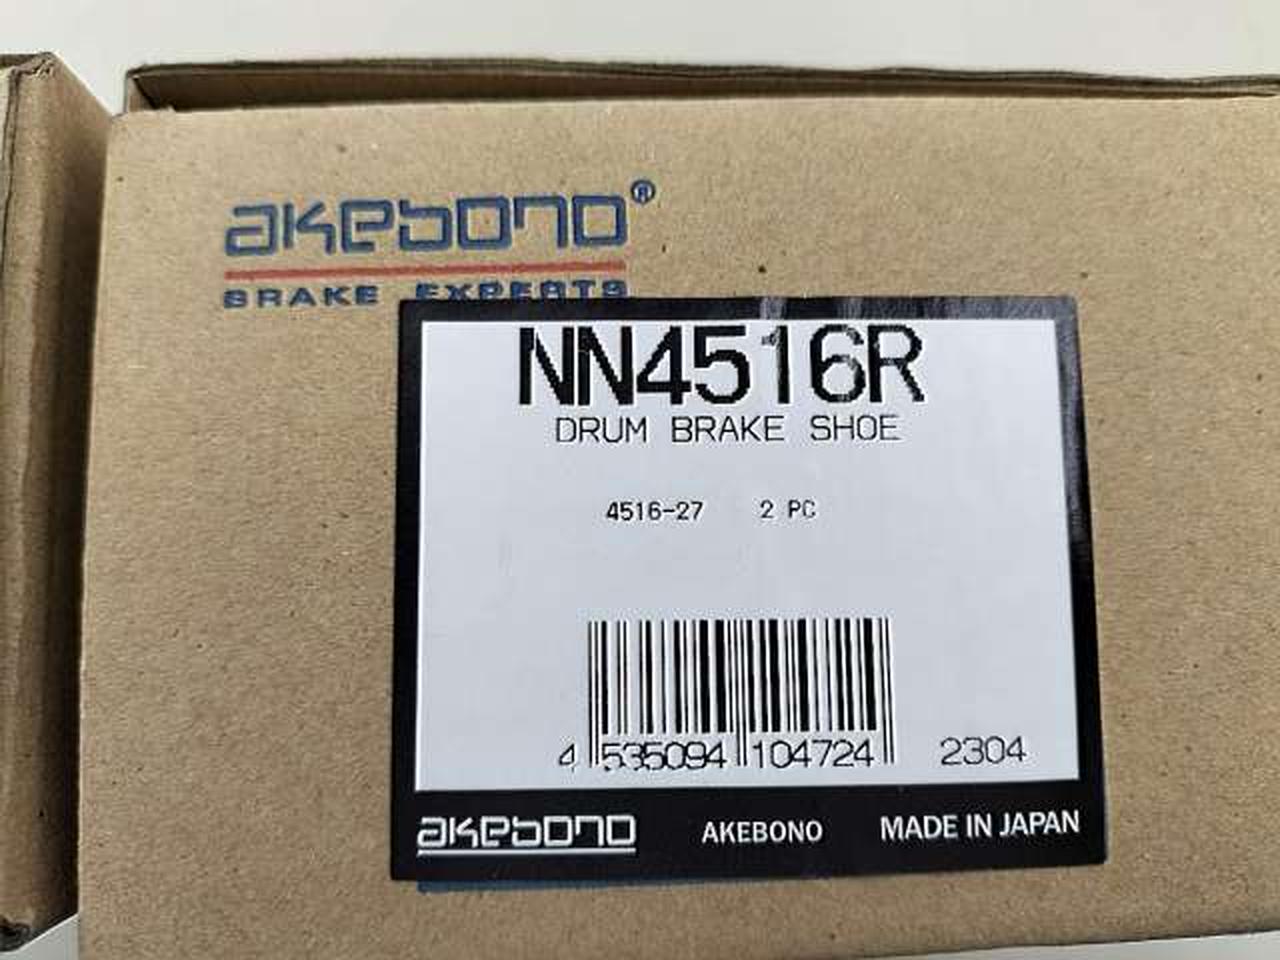 akebono®
BRAKE EXPERTS
NN4516R
DRUM BRAKE SHOE
4516-27 2 PC
4 535094 104724 2304
akebono AKEBONO MADE IN JAPAN